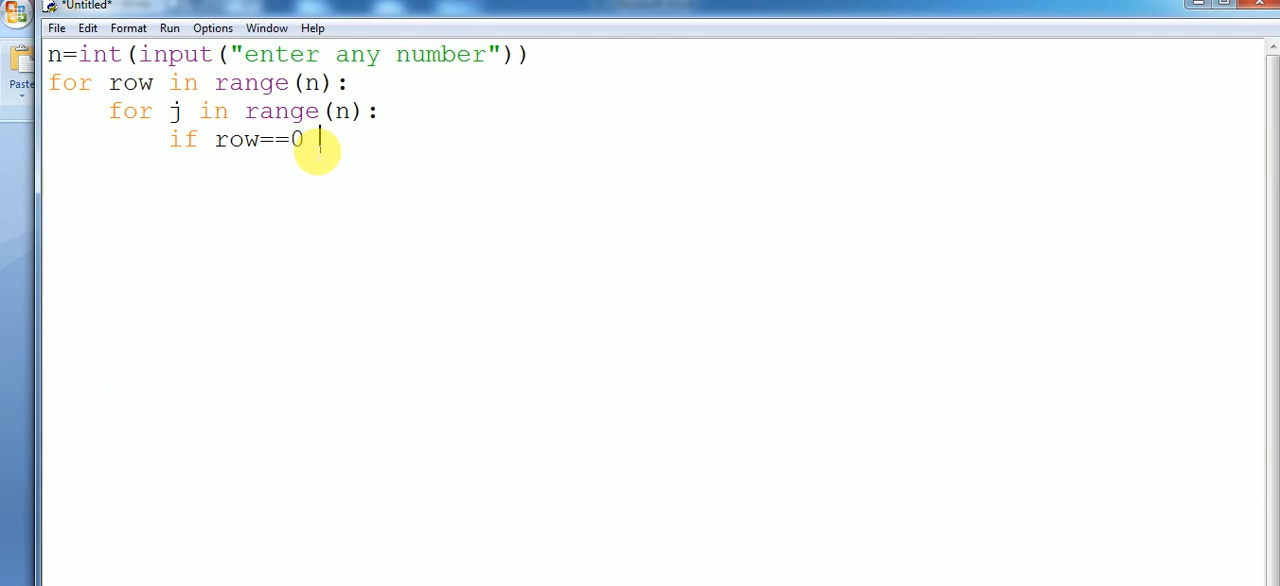 *Untitled*
File Edit Format Run Options Window Help
Paste
n=int(input("enter any number"))
for row in range(n):
    for j in range(n):
        if row==0